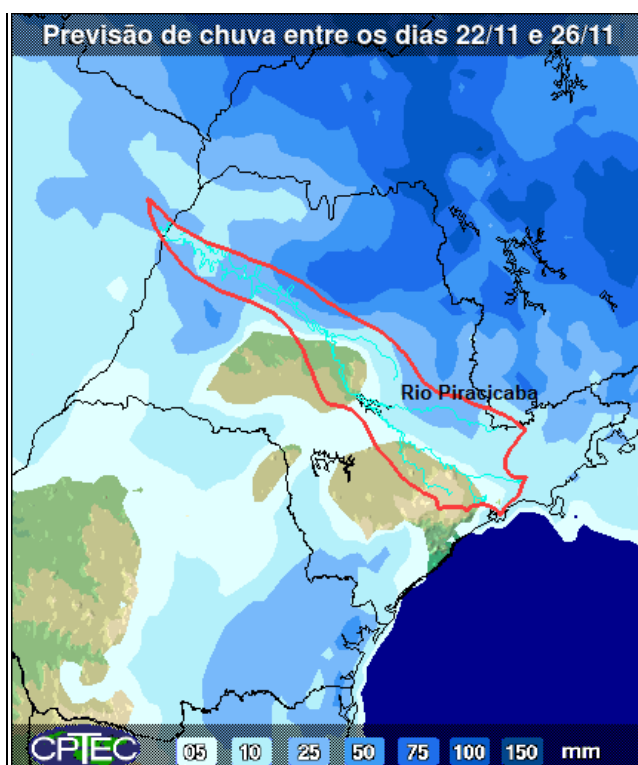 Previsão de chuva entre os dias 22/11 e 26/11
Rio Piracicaba
CPTEC 05 10 25 50 75 100 150 mm